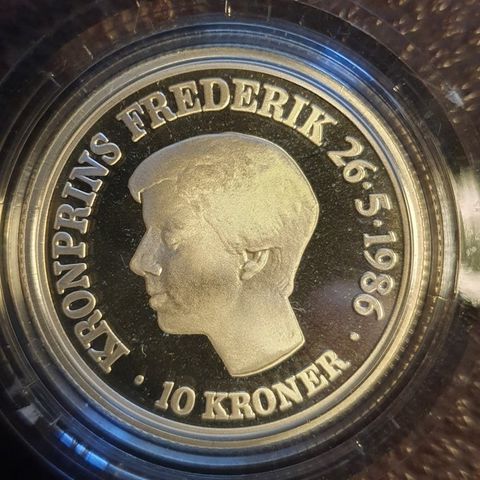 KRONPRINS FREDERIK 26·5·1986
· 10 KRONER ·